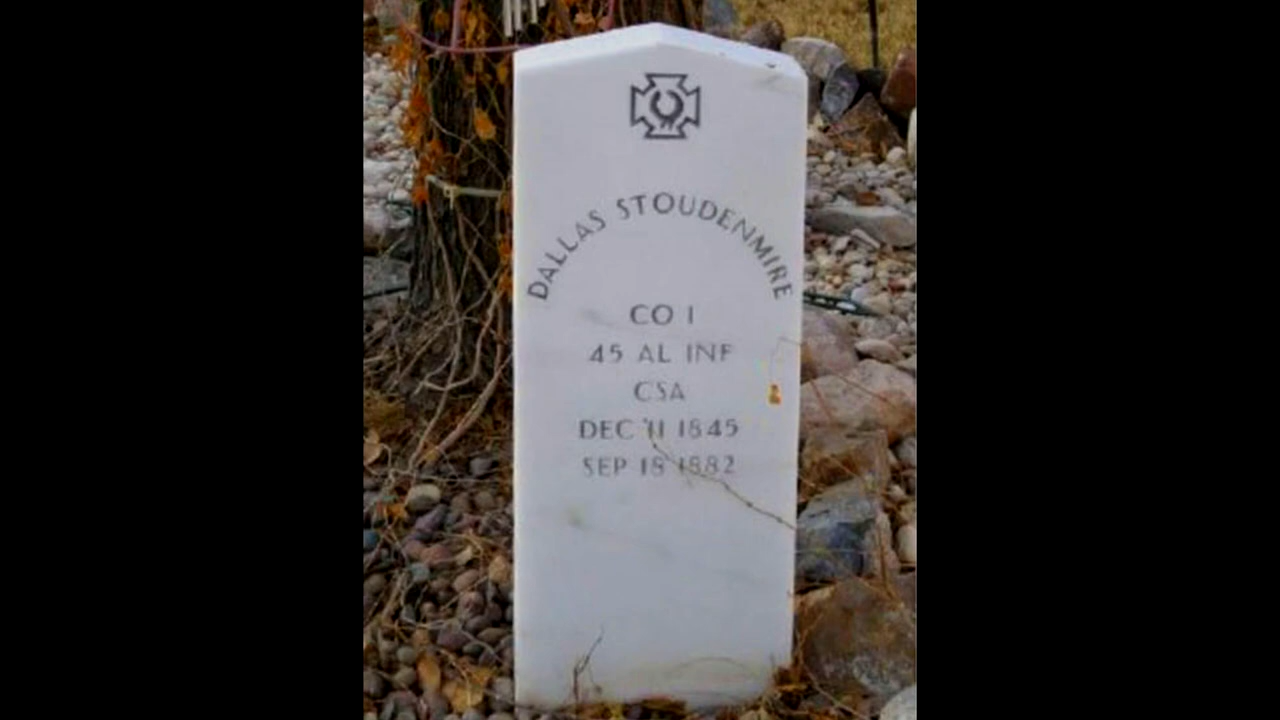 DALLAS STOUDENMIRE
CO I
45 AL INF
CSA
DEC 11 1845
SEP 18 1882